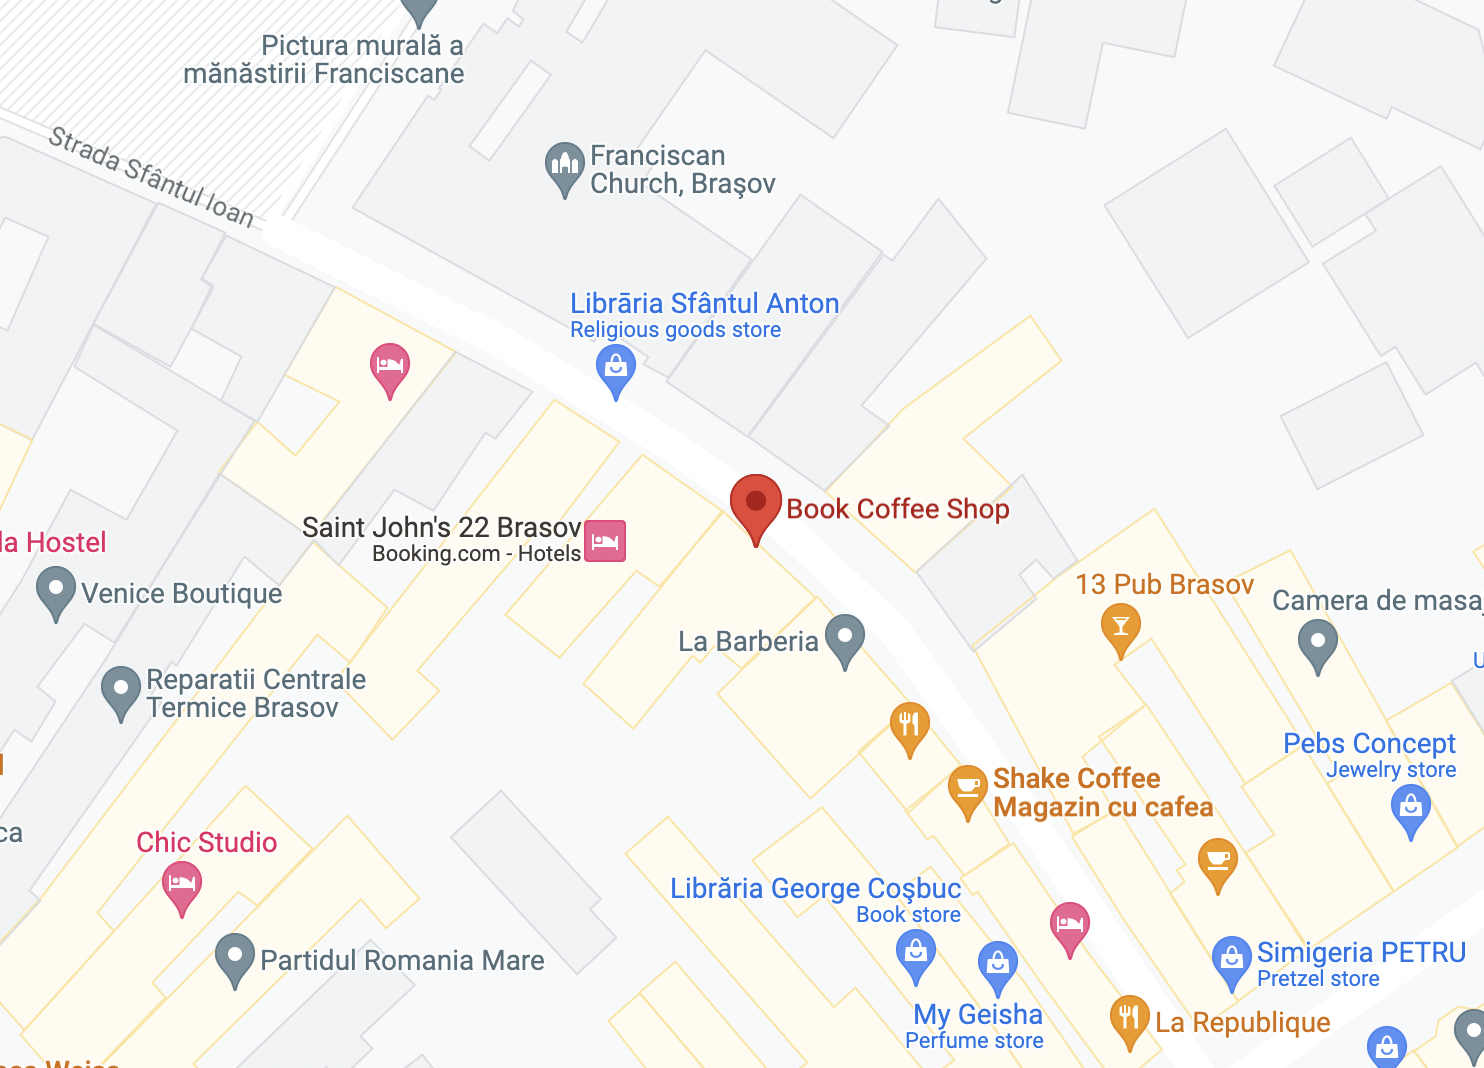 Pictura murală a
mănăstirii Franciscane
Strada Sfântul Ioan
Franciscan
Church, Braşov
Librăria Sfântul Anton
Religious goods store
Book Coffee Shop
Saint John's 22 Brasov
Booking.com - Hotels
la Hostel
Venice Boutique
13 Pub Brasov
Camera de masaj
La Barberia
Reparatii Centrale
Termice Brasov
Pebs Concept
Jewelry store
Shake Coffee
Magazin cu cafea
ca
Chic Studio
Librăria George Coşbuc
Book store
Partidul Romania Mare
Simigeria PETRU
Pretzel store
My Geisha
Perfume store
La Republique